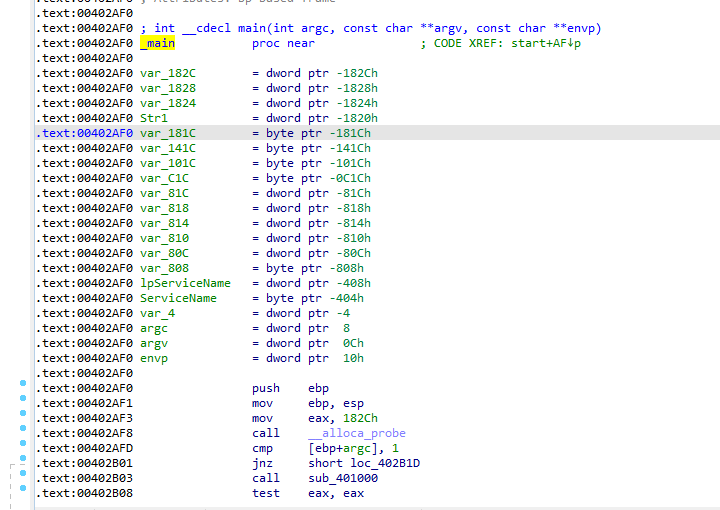 .text:00402AF0 ; Attributes: bp-based frame
.text:00402AF0
.text:00402AF0 ; int __cdecl main(int argc, const char **argv, const char **envp)
.text:00402AF0 _main proc near ; CODE XREF: start+AF↓p
.text:00402AF0
.text:00402AF0 var_182C = dword ptr -182Ch
.text:00402AF0 var_1828 = dword ptr -1828h
.text:00402AF0 var_1824 = dword ptr -1824h
.text:00402AF0 Str1 = dword ptr -1820h
.text:00402AF0 var_181C = byte ptr -181Ch
.text:00402AF0 var_141C = byte ptr -141Ch
.text:00402AF0 var_101C = byte ptr -101Ch
.text:00402AF0 var_C1C = byte ptr -0C1Ch
.text:00402AF0 var_81C = dword ptr -81Ch
.text:00402AF0 var_818 = dword ptr -818h
.text:00402AF0 var_814 = dword ptr -814h
.text:00402AF0 var_810 = dword ptr -810h
.text:00402AF0 var_80C = dword ptr -80Ch
.text:00402AF0 var_808 = byte ptr -808h
.text:00402AF0 lpServiceName = dword ptr -408h
.text:00402AF0 ServiceName = byte ptr -404h
.text:00402AF0 var_4 = dword ptr -4
.text:00402AF0 argc = dword ptr 8
.text:00402AF0 argv = dword ptr 0Ch
.text:00402AF0 envp = dword ptr 10h
.text:00402AF0
.text:00402AF0 push ebp
.text:00402AF1 mov ebp, esp
.text:00402AF3 mov eax, 182Ch
.text:00402AF8 call __alloca_probe
.text:00402AFD cmp [ebp+argc], 1
.text:00402B01 jnz short loc_402B1D
.text:00402B03 call sub_401000
.text:00402B08 test eax, eax